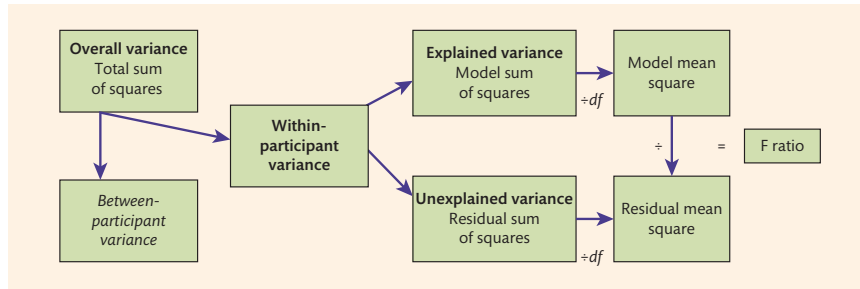 Overall variance
Total sum
of squares
Between-
participant
variance
Within-
participant
variance
Explained variance
Model sum
of squares
÷df
Model mean
square
Unexplained variance
Residual sum
of squares
÷df
Residual mean
square
÷
=
F ratio